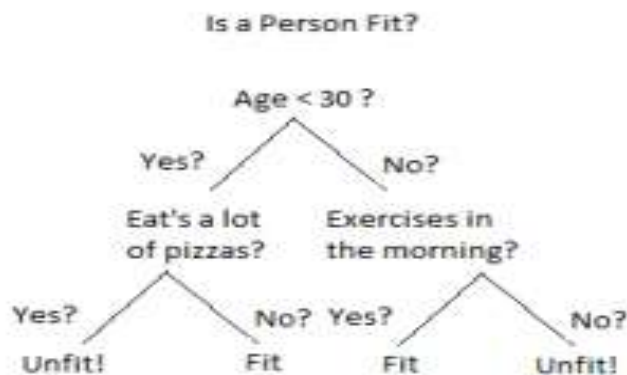 Is a Person Fit?
Age < 30 ?
Yes?
No?
Eat's a lot
of pizzas?
Exercises in
the morning?
Yes?
No?
Yes?
No?
Unfit!
Fit
Fit
Unfit!